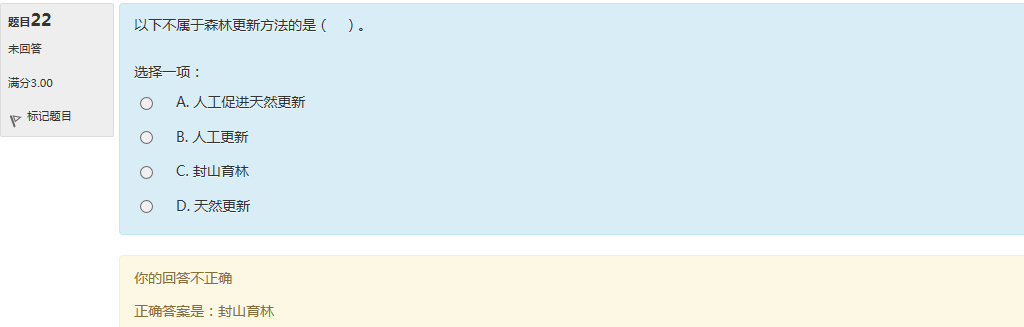 题目22
未回答
满分3.00
标记题目
以下不属于森林更新方法的是（ ）。
选择一项：
A. 人工促进天然更新
B. 人工更新
C. 封山育林
D. 天然更新
你的回答不正确
正确答案是：封山育林